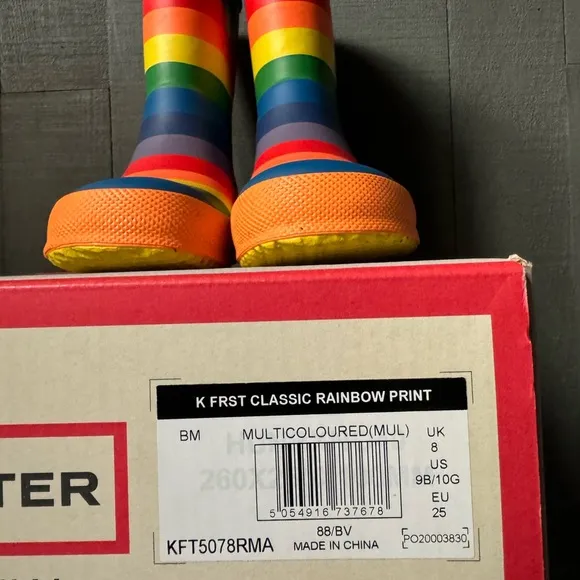 K FRST CLASSIC RAINBOW PRINT
BM MULTICOLOURED(MUL) UK
8
US
9B/10G
EU
25
5 054916 737678
88/BV
KFT5078RMA MADE IN CHINA PO20003830
TER